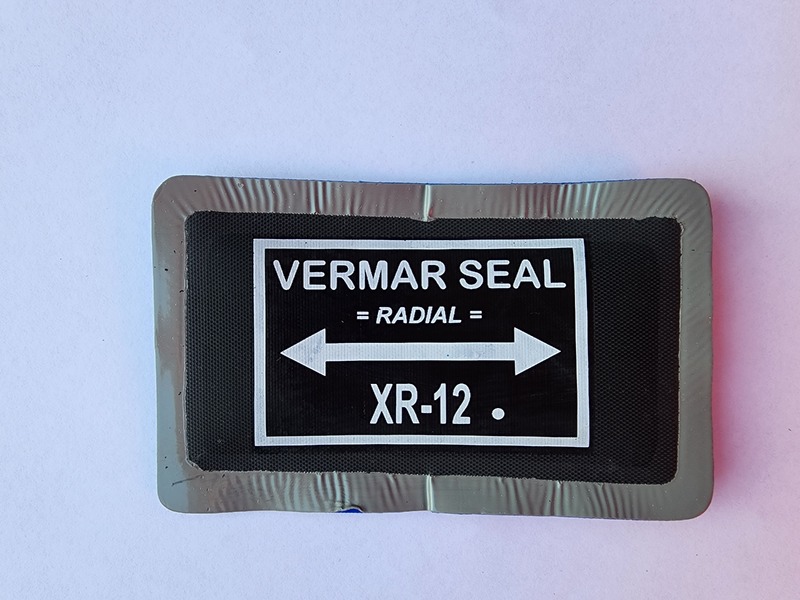 VERMAR SEAL
= RADIAL =
XR-12